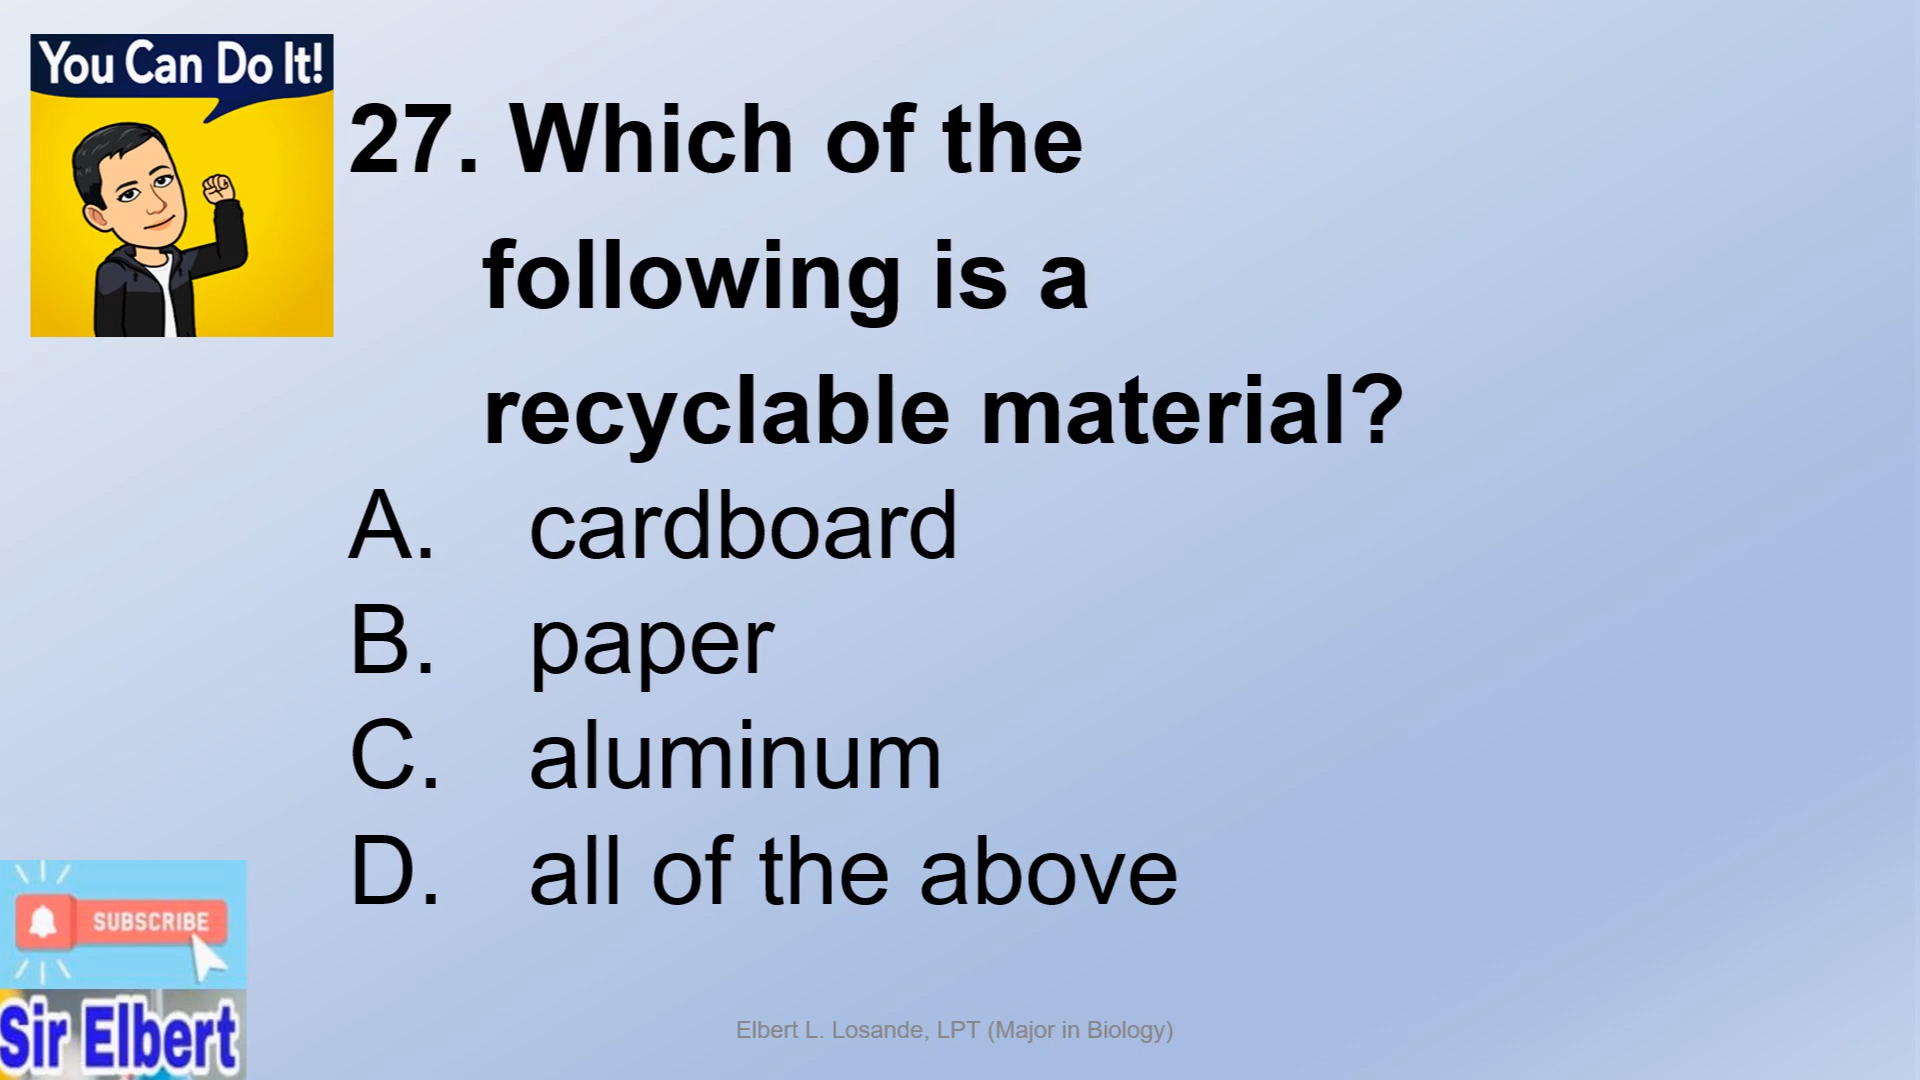 You Can Do It!
27. Which of the
following is a
recyclable material?
A. cardboard
B. paper
C. aluminum
D. all of the above
SUBSCRIBE
Sir Elbert
Elbert L. Losande, LPT (Major in Biology)